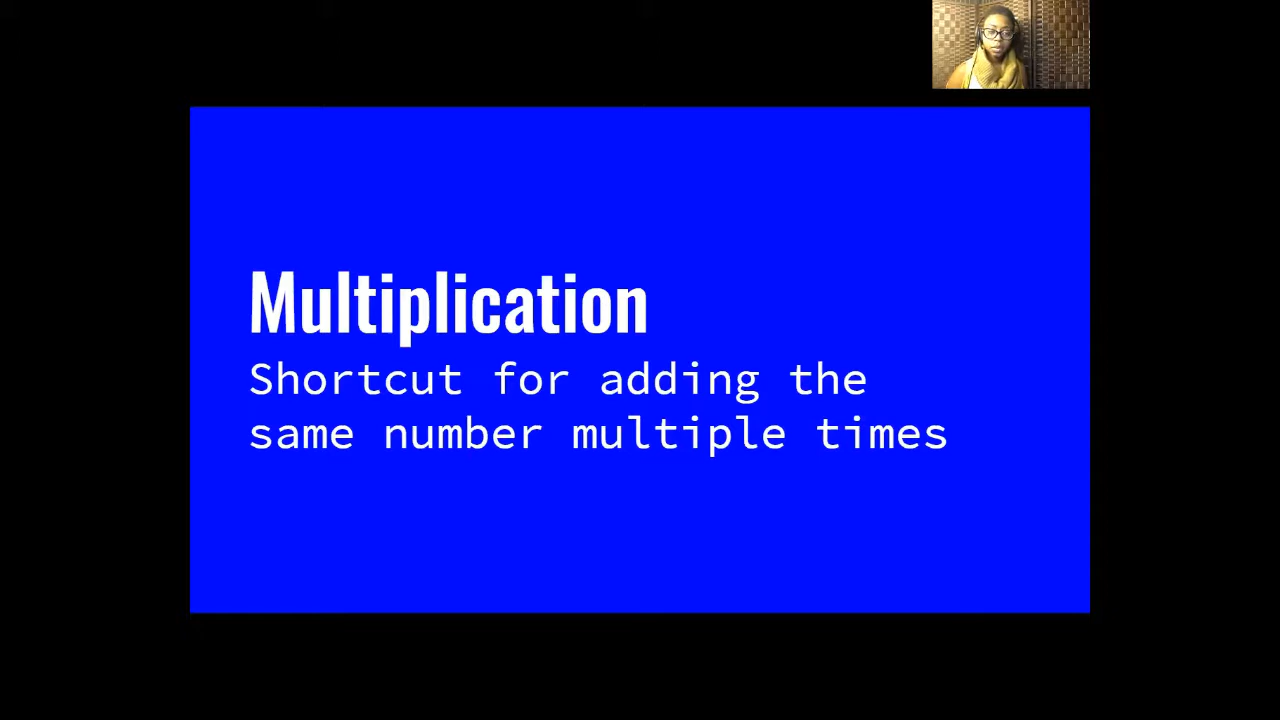 Multiplication
Shortcut for adding the
same number multiple times